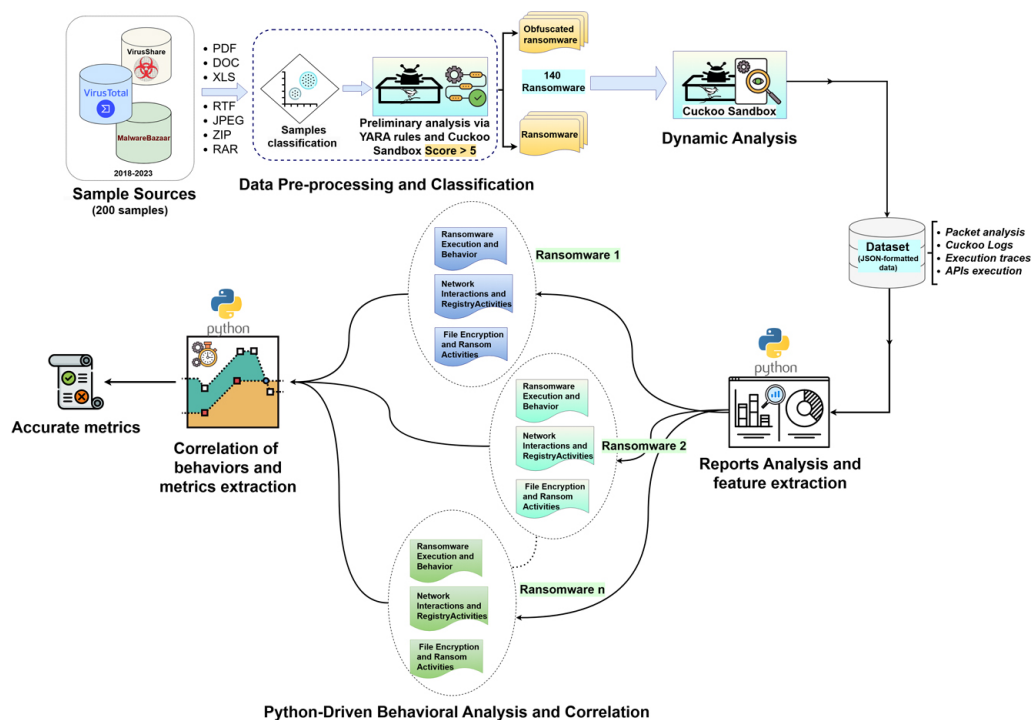 VirusShare
VirusTotal
MalwareBazaar
2018-2023
Sample Sources
(200 samples)
• PDF
• DOC
• XLS
• RTF
• JPEG
• ZIP
• RAR
Samples
classification
Preliminary analysis via
YARA rules and Cuckoo
Sandbox Score > 5
Data Pre-processing and Classification
Obfuscated
ransomware
140
Ransomware
Ransomware
Cuckoo Sandbox
Dynamic Analysis
Dataset
(JSON-formatted
data)
• Packet analysis
• Cuckoo Logs
• Execution traces
• APIs execution
python
Reports Analysis and
feature extraction
Ransomware 1
Ransomware
Execution and
Behavior
Network
Interactions and
RegistryActivities
File Encryption
and Ransom
Activities
Ransomware 2
Ransomware
Execution and
Behavior
Network
Interactions and
RegistryActivities
File Encryption
and Ransom
Activities
Ransomware n
Ransomware
Execution and
Behavior
Network
Interactions and
RegistryActivities
File Encryption
and Ransom
Activities
python
Correlation of
behaviors and
metrics extraction
Accurate metrics
Python-Driven Behavioral Analysis and Correlation